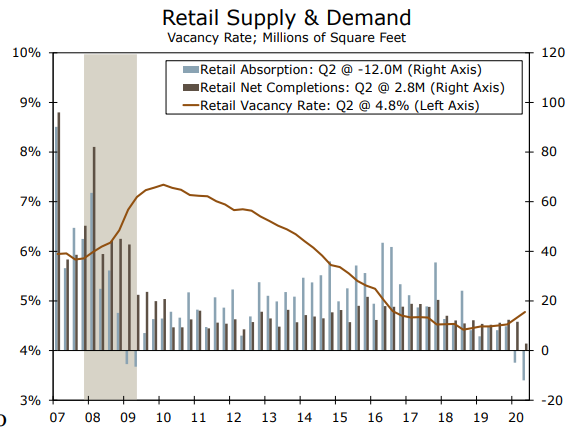 Retail Supply & Demand
Vacancy Rate; Millions of Square Feet
Retail Absorption: Q2 @ -12.0M (Right Axis)
Retail Net Completions: Q2 @ 2.8M (Right Axis)
Retail Vacancy Rate: Q2 @ 4.8% (Left Axis)
10% 120
9% 100
8% 80
7% 60
6% 40
5% 20
4% 0
3% -20
07 08 09 10 11 12 13 14 15 16 17 18 19 20